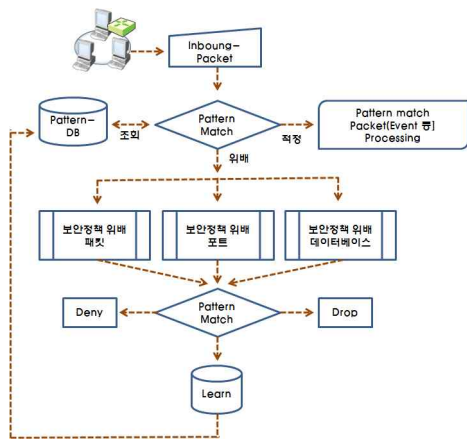 Inboung-
Packet
Pattern-
DB
조회
Pattern
Match
적정
Pattern match
Packet(Event 등]
Processing
위배
보안정책 위배
패킷
보안정책 위배
포트
보안정책 위배
데이터베이스
Deny
Pattern
Match
Drop
Learn